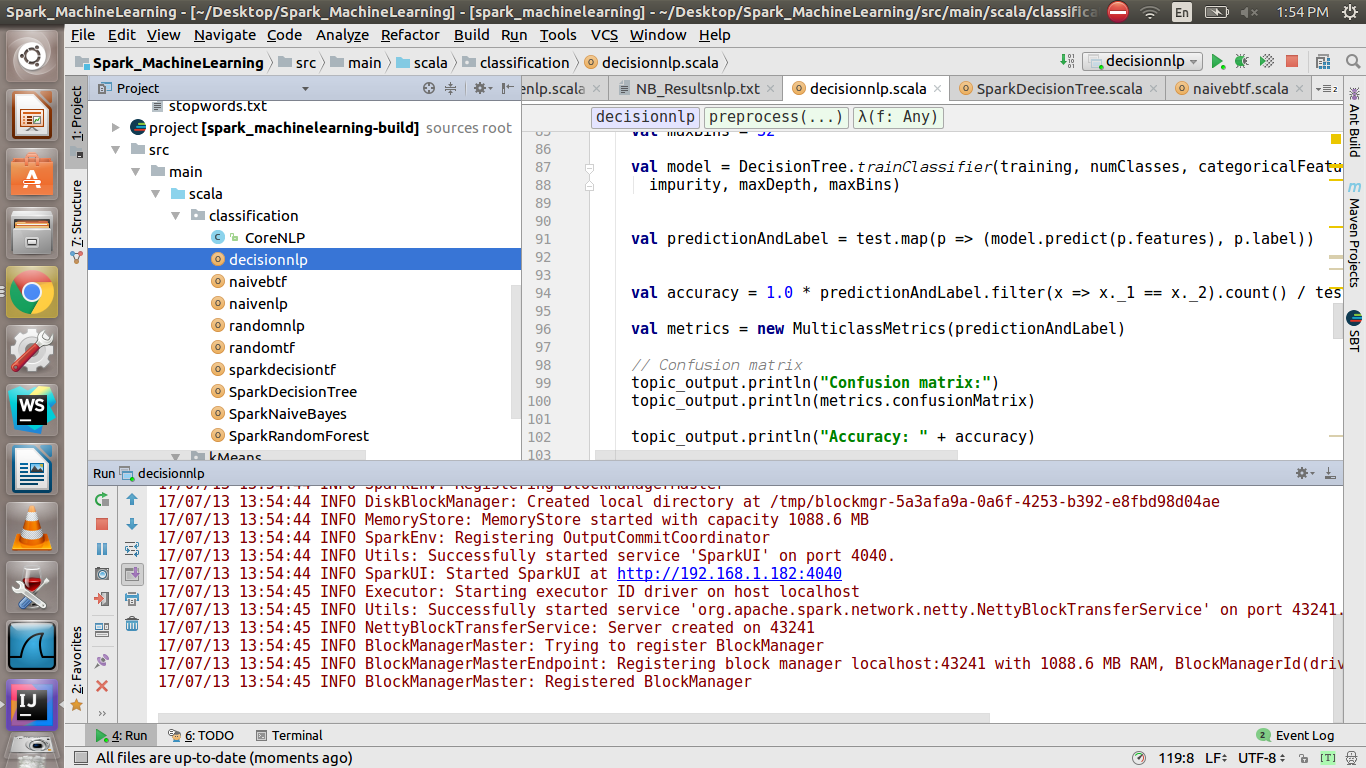 Spark_MachineLearning - [~/Desktop/Spark_MachineLearning] - [spark_machinelearning] - ~/Desktop/Spark_MachineLearning/src/main/scala/classifica
En
1:54 PM
File Edit View Navigate Code Analyze Refactor Build Run Tools VCS Window Help
Spark_MachineLearning src main scala classification decisionnlp.scala
decisionnlp
Project
enlp.scala NB_Resultsnlp.txt decisionnlp.scala SparkDecisionTree.scala naivebtf.scala
decisionnlp preprocess(...) λ(f: Any)
1: Project
7: Structure
2: Favorites
stopwords.txt
project [spark_machinelearning-build] sources root
src
main
scala
classification
CoreNLP
decisionnlp
naivebtf
naivenlp
randomnlp
randomtf
sparkdecisiontf
SparkDecisionTree
SparkNaiveBayes
SparkRandomForest
kMeans
85 val maxBins = 32
86
87 val model = DecisionTree.trainClassifier(training, numClasses, categoricalFeatu
88 impurity, maxDepth, maxBins)
89
90
91 val predictionAndLabel = test.map(p => (model.predict(p.features), p.label))
92
93
94 val accuracy = 1.0 * predictionAndLabel.filter(x => x._1 == x._2).count() / tes
95
96 val metrics = new MulticlassMetrics(predictionAndLabel)
97
98 // Confusion matrix
99 topic_output.println("Confusion matrix:")
100 topic_output.println(metrics.confusionMatrix)
101
102 topic_output.println("Accuracy: " + accuracy)
103
Ant Build
Maven Projects
SBT
Run decisionnlp
17/07/13 13:54:44 INFO SparkEnv: Registering BlockManagerMaster
17/07/13 13:54:44 INFO DiskBlockManager: Created local directory at /tmp/blockmgr-5a3afa9a-0a6f-4253-b392-e8fbd98d04ae
17/07/13 13:54:44 INFO MemoryStore: MemoryStore started with capacity 1088.6 MB
17/07/13 13:54:44 INFO SparkEnv: Registering OutputCommitCoordinator
17/07/13 13:54:44 INFO Utils: Successfully started service 'SparkUI' on port 4040.
17/07/13 13:54:44 INFO SparkUI: Started SparkUI at http://192.168.1.182:4040
17/07/13 13:54:45 INFO Executor: Starting executor ID driver on host localhost
17/07/13 13:54:45 INFO Utils: Successfully started service 'org.apache.spark.network.netty.NettyBlockTransferService' on port 43241.
17/07/13 13:54:45 INFO NettyBlockTransferService: Server created on 43241
17/07/13 13:54:45 INFO BlockManagerMaster: Trying to register BlockManager
17/07/13 13:54:45 INFO BlockManagerMasterEndpoint: Registering block manager localhost:43241 with 1088.6 MB RAM, BlockManagerId(driv
17/07/13 13:54:45 INFO BlockManagerMaster: Registered BlockManager
WS
IJ
4: Run 6: TODO Terminal
2 Event Log
All files are up-to-date (moments ago)
119:8 LF UTF-8 [T]